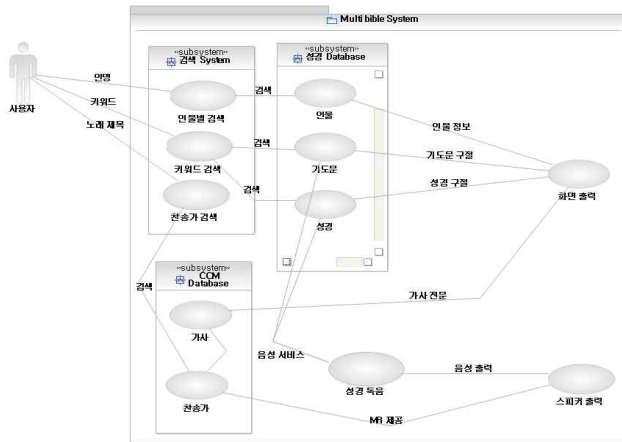 Multi bible System
«subsystem»
검색 System
«subsystem»
성경 Database
사용자
인명
키워드
노래 제목
인물별 검색
키워드 검색
찬송가 검색
검색
검색
검색
검색
인물
기도문
성경
인물 정보
기도문 구절
성경 구절
화면 출력
«subsystem»
CCM
Database
가사
찬송가
가사 전문
음성 서비스
성경 독음
음성 출력
스피커 출력
MR 제공